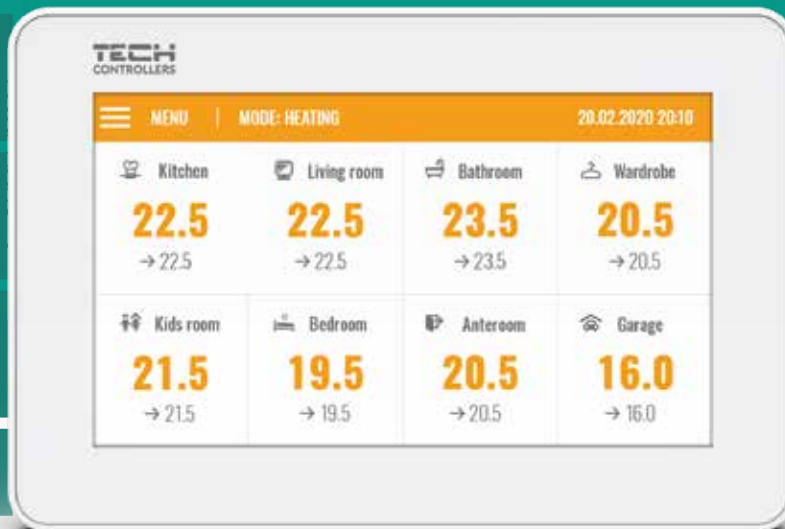 TECH
CONTROLLERS
MENU | MODE: HEATING 20.02.2020 20:10
Kitchen Living room Bathroom Wardrobe
22.5 22.5 23.5 20.5
→ 22.5 → 22.5 → 23.5 → 20.5
Kids room Bedroom Anteroom Garage
21.5 19.5 20.5 16.0
→ 21.5 → 19.5 → 20.5 → 16.0